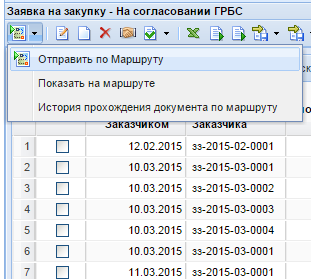 Заявка на закупку - На согласовании ГРБС
Отправить по Маршруту
Показать на маршруте
История прохождения документа по маршруту
Заказчиком Заказчика
1 12.02.2015 зз-2015-02-0001
2 10.03.2015 зз-2015-03-0001
3 10.03.2015 зз-2015-03-0002
4 10.03.2015 зз-2015-03-0003
5 10.03.2015 зз-2015-03-0004
6 10.03.2015 зз-2015-03-0001
7 11.03.2015 зз-2015-03-0001